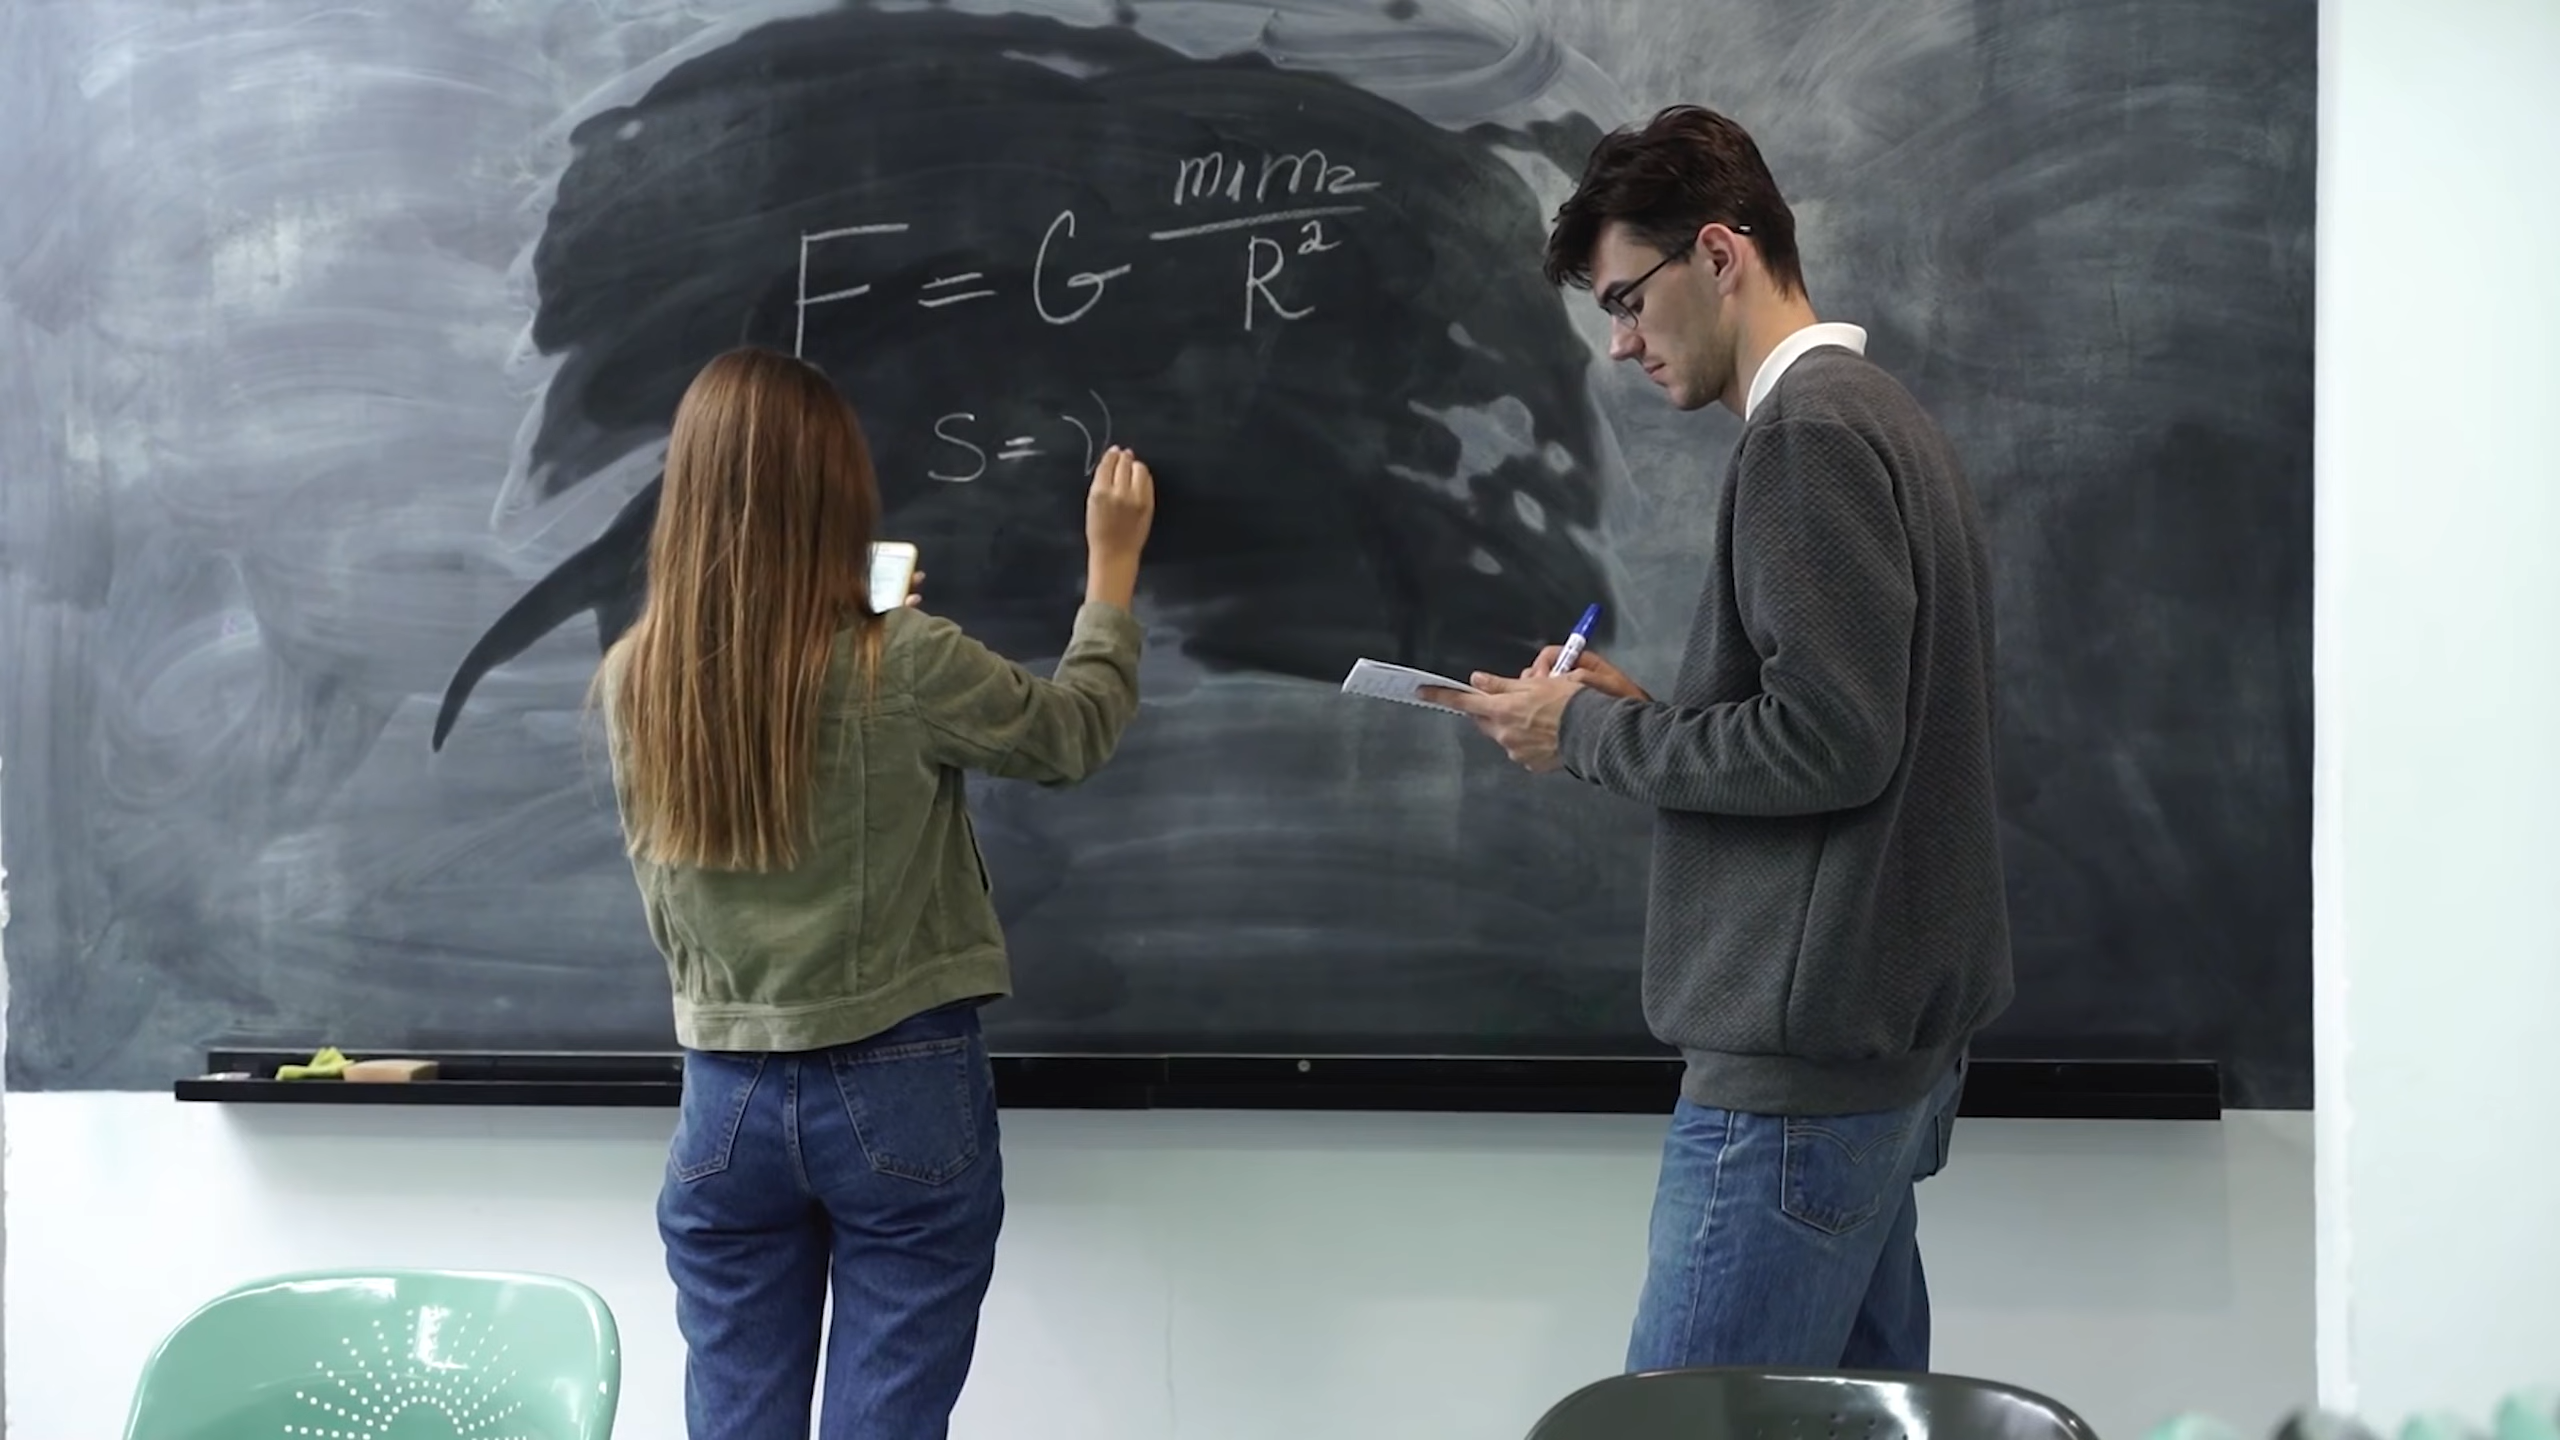 F = G m1m2/R²
S = V